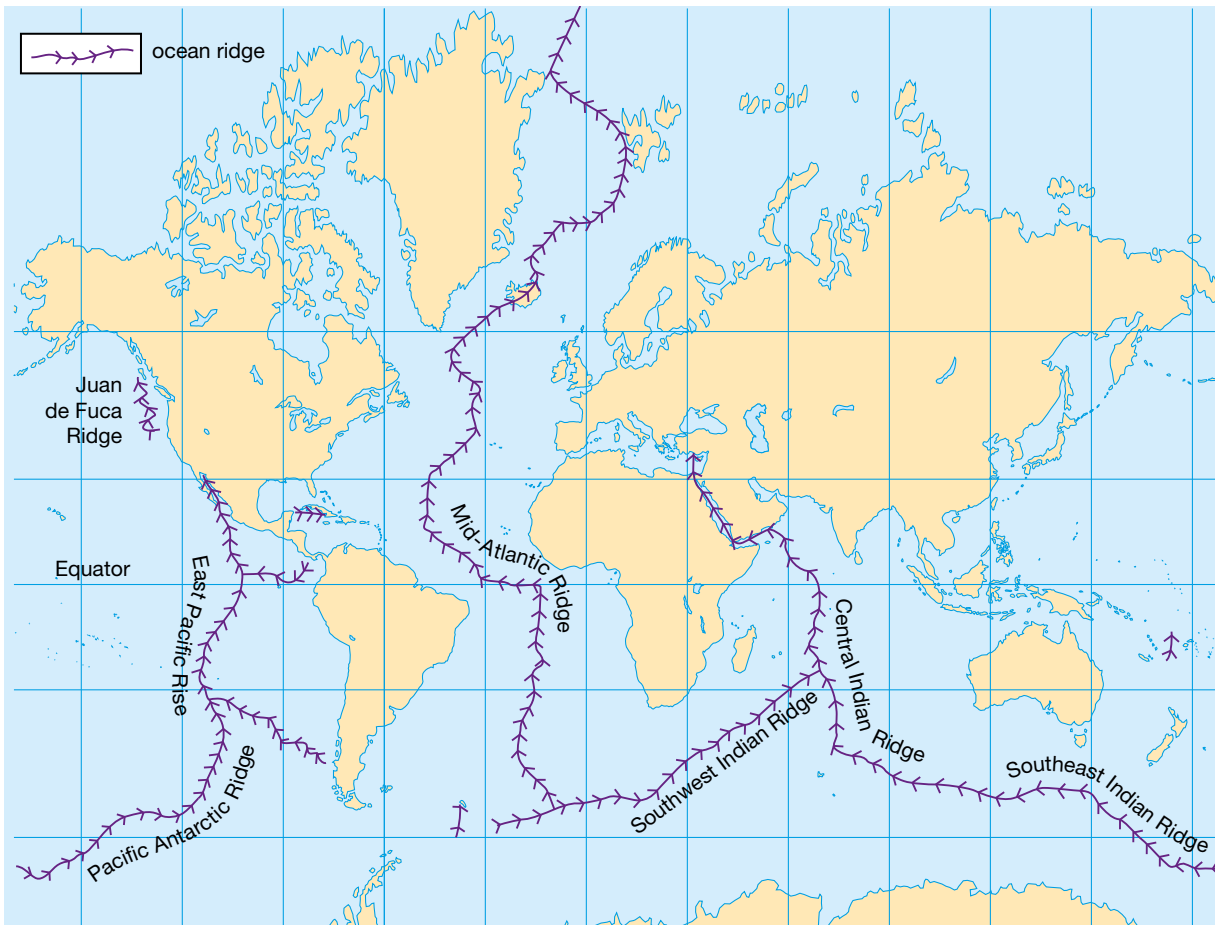 ocean ridge
Juan
de Fuca
Ridge
Mid-Atlantic Ridge
Equator
East Pacific Rise
Central Indian Ridge
Southwest Indian Ridge
Pacific Antarctic Ridge
Southeast Indian Ridge